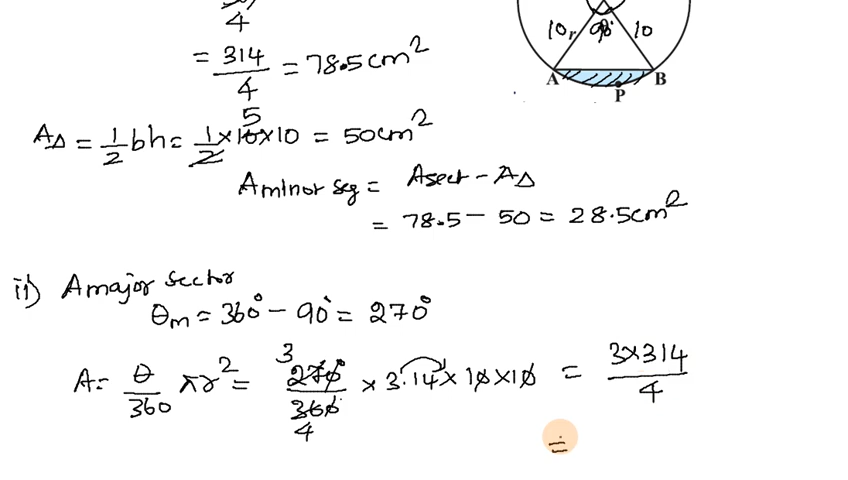 4
= 314/4 = 78.5cm²
10 r 90° 10
A B
P
A△ = 1/2 bh = 1/2 × 10 5 × 10 = 50cm²
Aminor seg = Asect - A△
= 78.5 - 50 = 28.5cm²
ii) Amajor sector
θm = 360° - 90° = 270°
A = θ/360 πr² = 270° 3/360 4 × 3.14 × 10 × 10 = 3×314/4
=